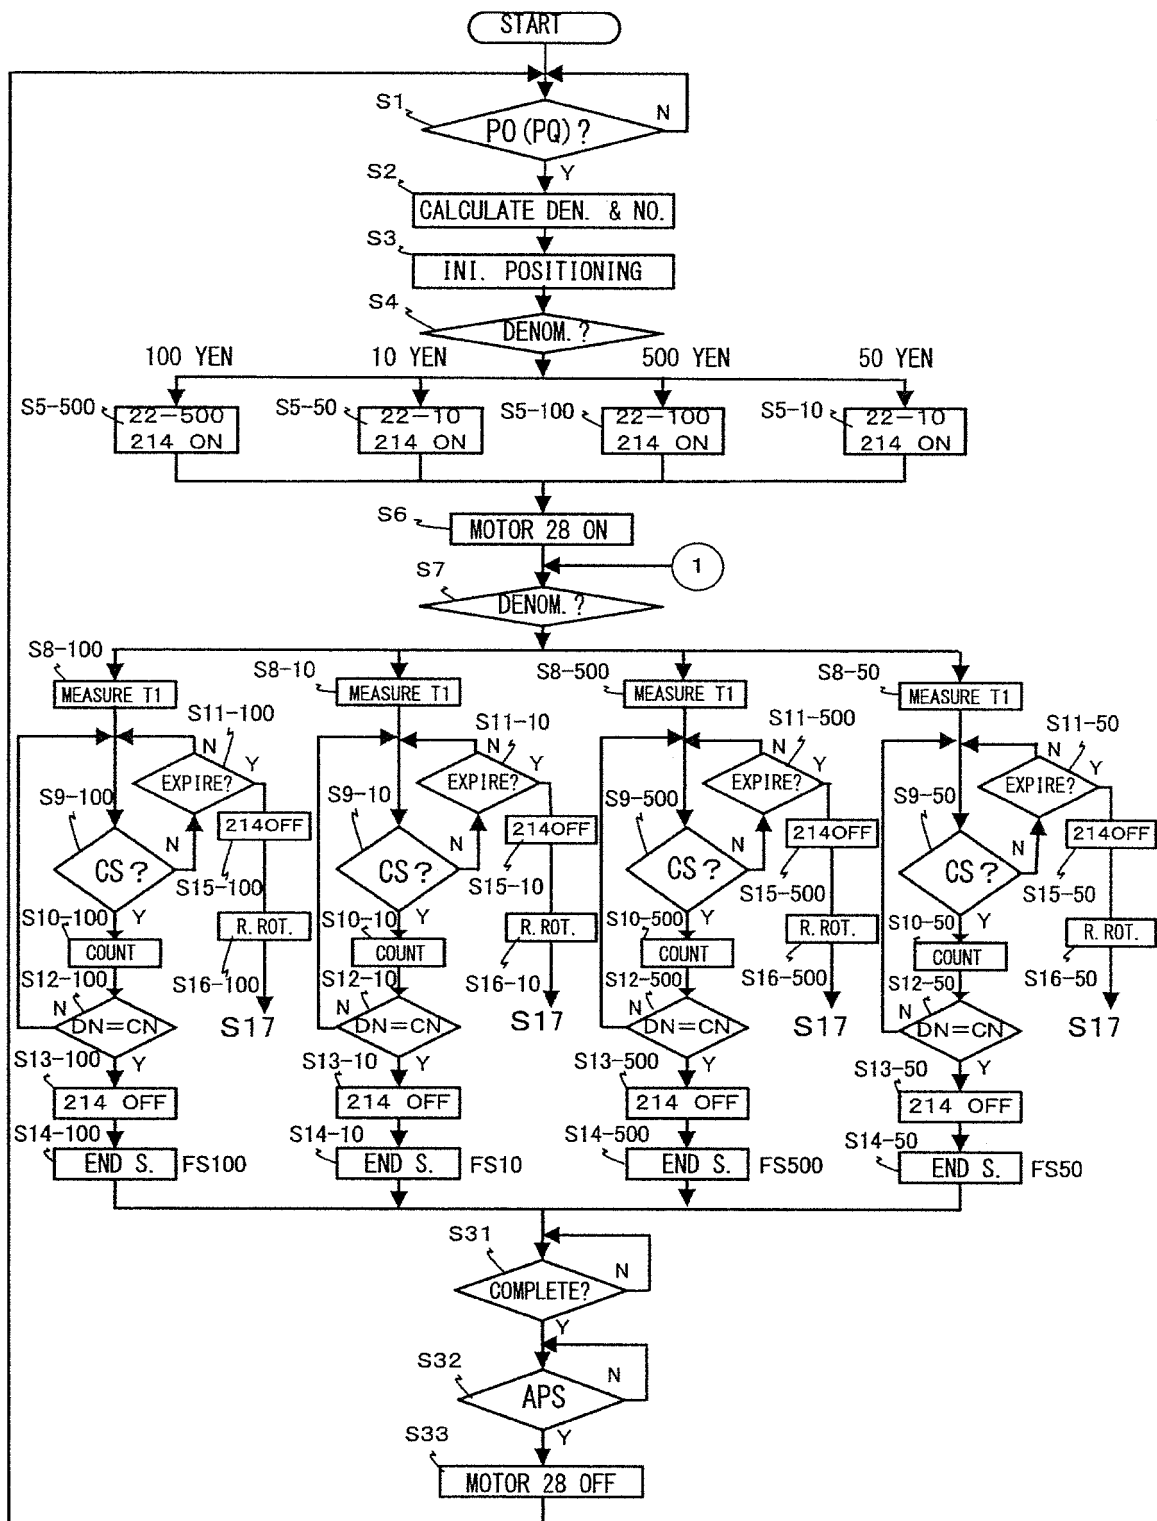 START
S1
PO(PQ)?
N
Y
S2
CALCULATE DEN. & NO.
S3
INI. POSITIONING
S4
DENOM.?
100 YEN
10 YEN
500 YEN
50 YEN
S5-500
22-500
214 ON
S5-50
22-10
214 ON
S5-100
22-100
214 ON
S5-10
22-10
214 ON
S6
MOTOR 28 ON
1
S7
DENOM.?
S8-100
MEASURE T1
S11-100
N
Y
EXPIRE?
S9-100
214OFF
N
CS?
S15-100
S10-100
Y
COUNT
R.ROT.
S12-100
S16-100
N
DN=CN
S17
S13-100
Y
214 OFF
S14-100
END S.
FS100
S8-10
MEASURE T1
S11-10
N
Y
EXPIRE?
S9-10
214OFF
N
CS?
S15-10
S10-10
Y
COUNT
R.ROT.
S12-10
S16-10
N
DN=CN
S17
S13-10
Y
214 OFF
S14-10
END S.
FS10
S8-500
MEASURE T1
S11-500
N
Y
EXPIRE?
S9-500
214OFF
N
CS?
S15-500
S10-500
Y
COUNT
R.ROT.
S12-500
S16-500
N
DN=CN
S17
S13-500
Y
214 OFF
S14-500
END S.
FS500
S8-50
MEASURE T1
S11-50
N
Y
EXPIRE?
S9-50
214OFF
N
CS?
S15-50
S10-50
Y
COUNT
R.ROT.
S12-50
S16-50
N
DN=CN
S17
S13-50
Y
214 OFF
S14-50
END S.
FS50
S31
COMPLETE?
N
Y
S32
APS
N
Y
S33
MOTOR 28 OFF